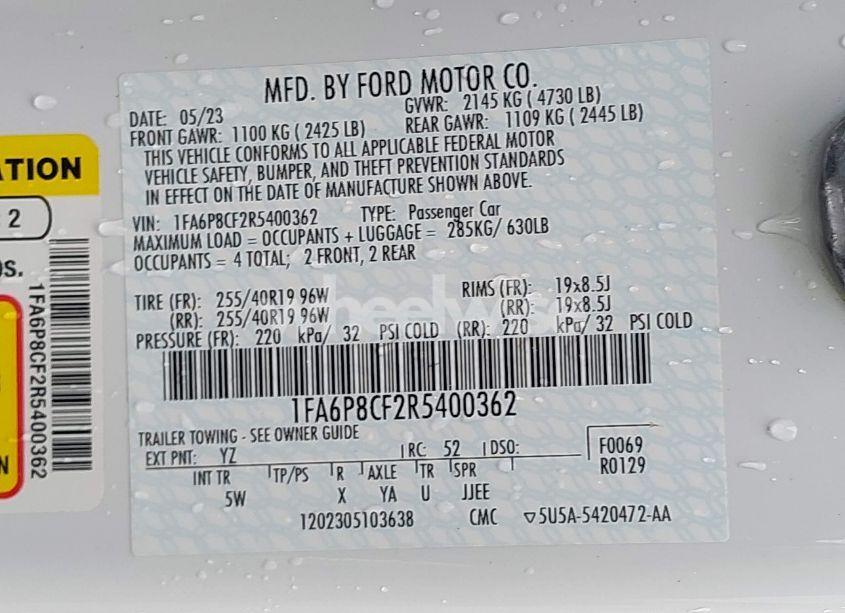 MFD. BY FORD MOTOR CO.
DATE: 05/23 GVWR: 2145 KG ( 4730 LB)
FRONT GAWR: 1100 KG ( 2425 LB) REAR GAWR: 1109 KG ( 2445 LB)
THIS VEHICLE CONFORMS TO ALL APPLICABLE FEDERAL MOTOR
VEHICLE SAFETY, BUMPER, AND THEFT PREVENTION STANDARDS
IN EFFECT ON THE DATE OF MANUFACTURE SHOWN ABOVE.
VIN: 1FA6P8CF2R5400362 TYPE: Passenger Car
MAXIMUM LOAD = OCCUPANTS + LUGGAGE = 285KG/ 630LB
OCCUPANTS = 4 TOTAL; 2 FRONT, 2 REAR
TIRE (FR): 255/40R19 96W RIMS (FR): 19x8.5J
(RR): 255/40R19 96W (RR): 19x8.5J
PRESSURE (FR): 220 kPa/ 32 PSI COLD (RR): 220 kPa/ 32 PSI COLD
1FA6P8CF2R5400362
TRAILER TOWING - SEE OWNER GUIDE
EXT PNT: YZ RC: 52 DSO: F0069
R0129
INT TR TP/PS R AXLE TR SPR
5W X YA U JJEE
1202305103638 CMC ▽5U5A-5420472-AA
ATION
2
1FA6P8CF2R5400362
N